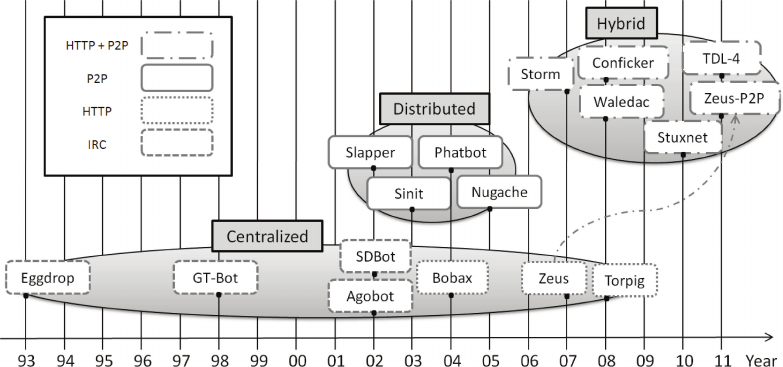 Hybrid
HTTP + P2P
P2P
HTTP
IRC
Storm
Conficker
TDL-4
Waledac
Zeus-P2P
Stuxnet
Distributed
Slapper
Phatbot
Sinit
Nugache
Centralized
Eggdrop
GT-Bot
SDBot
Agobot
Bobax
Zeus
Torpig
93 94 95 96 97 98 99 00 01 02 03 04 05 06 07 08 09 10 11 Year